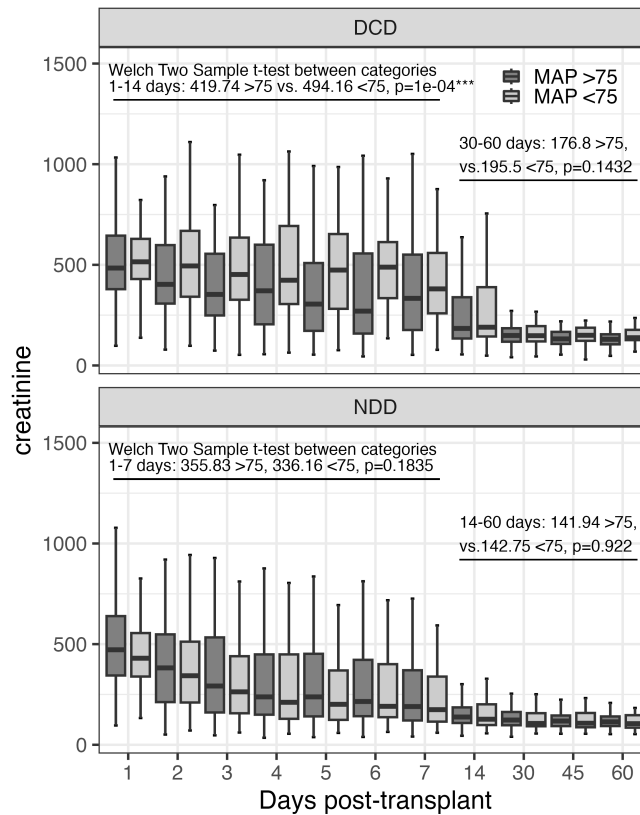 DCD
1500
Welch Two Sample t-test between categories
1-14 days: 419.74 >75 vs. 494.16 <75, p=1e-04***
MAP >75
MAP <75
30-60 days: 176.8 >75,
vs.195.5 <75, p=0.1432
1000
500
0
creatinine
NDD
1500
Welch Two Sample t-test between categories
1-7 days: 355.83 >75, 336.16 <75, p=0.1835
14-60 days: 141.94 >75,
vs.142.75 <75, p=0.922
1000
500
0
1 2 3 4 5 6 7 14 30 45 60
Days post-transplant